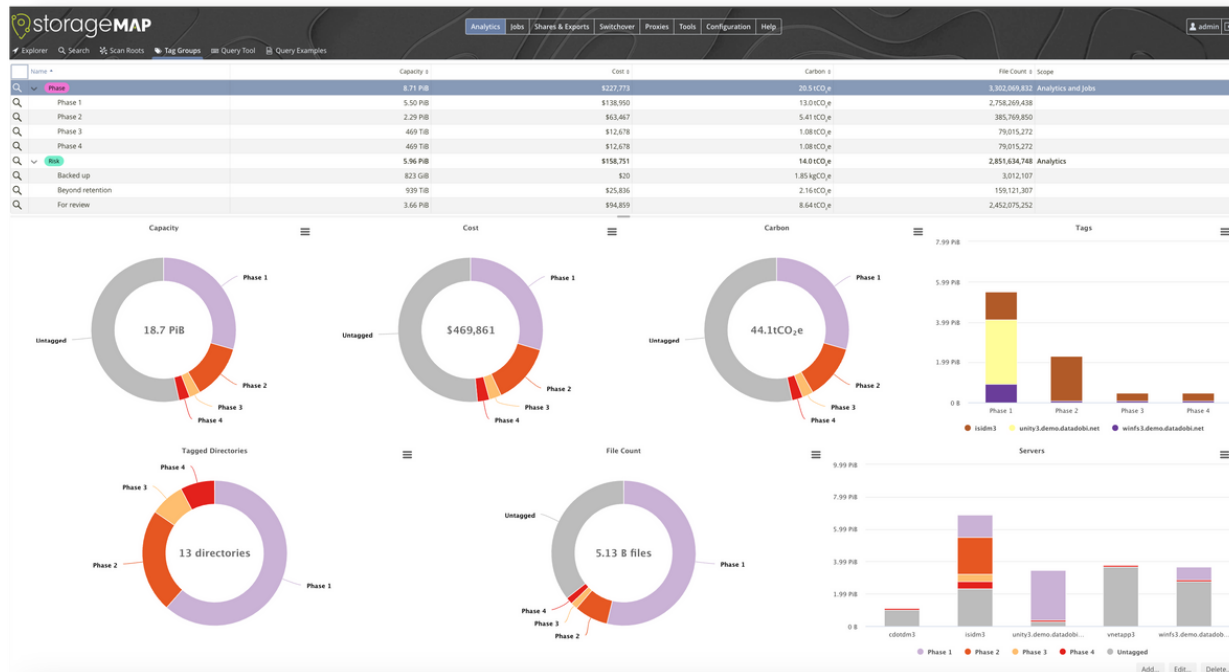 storageMAP
Analytics Jobs Shares & Exports Switchover Proxies Tools Configuration Help
admin
Explorer Search Scan Roots Tag Groups Query Tool Query Examples
Name Capacity Cost Carbon File Count Scope
Phase 8.71 PiB $227,773 20.5 tCO₂e 3,302,069,832 Analytics and Jobs
Phase 1 5.50 PiB $138,950 13.0 tCO₂e 2,758,269,438
Phase 2 2.29 PiB $63,467 5.41 tCO₂e 385,769,850
Phase 3 469 TiB $12,678 1.08 tCO₂e 79,015,272
Phase 4 469 TiB $12,678 1.08 tCO₂e 79,015,272
Risk 5.96 PiB $158,751 14.0 tCO₂e 2,851,634,748 Analytics
Backed up 823 GiB $20 1.85 kgCO₂e 3,012,107
Beyond retention 939 TiB $25,836 2.16 tCO₂e 159,121,307
For review 3.66 PiB $94,859 8.64 tCO₂e 2,452,075,252
Capacity
Phase 1
18.7 PiB
Untagged
Phase 2
Phase 3
Phase 4
Cost
Phase 1
$469,861
Untagged
Phase 2
Phase 3
Phase 4
Carbon
Phase 1
44.1tCO₂e
Untagged
Phase 2
Phase 3
Phase 4
Tags
7.99 PiB
5.99 PiB
3.99 PiB
1.99 PiB
0 B
Phase 1 Phase 2 Phase 3 Phase 4
isidm3 unity3.demo.datadobi.net winfs3.demo.datadobi.net
Tagged Directories
Phase 4
Phase 3
13 directories
Phase 2
Phase 1
File Count
Untagged
5.13 B files
Phase 1
Phase 4
Phase 3
Phase 2
Servers
9.99 PiB
7.99 PiB
5.99 PiB
3.99 PiB
1.99 PiB
0 B
cdotdm3 isidm3 unity3.demo.datadobi... vnetapp3 winfs3.demo.datadob...
Phase 1 Phase 2 Phase 3 Phase 4 Untagged
Add... Edit... Delete